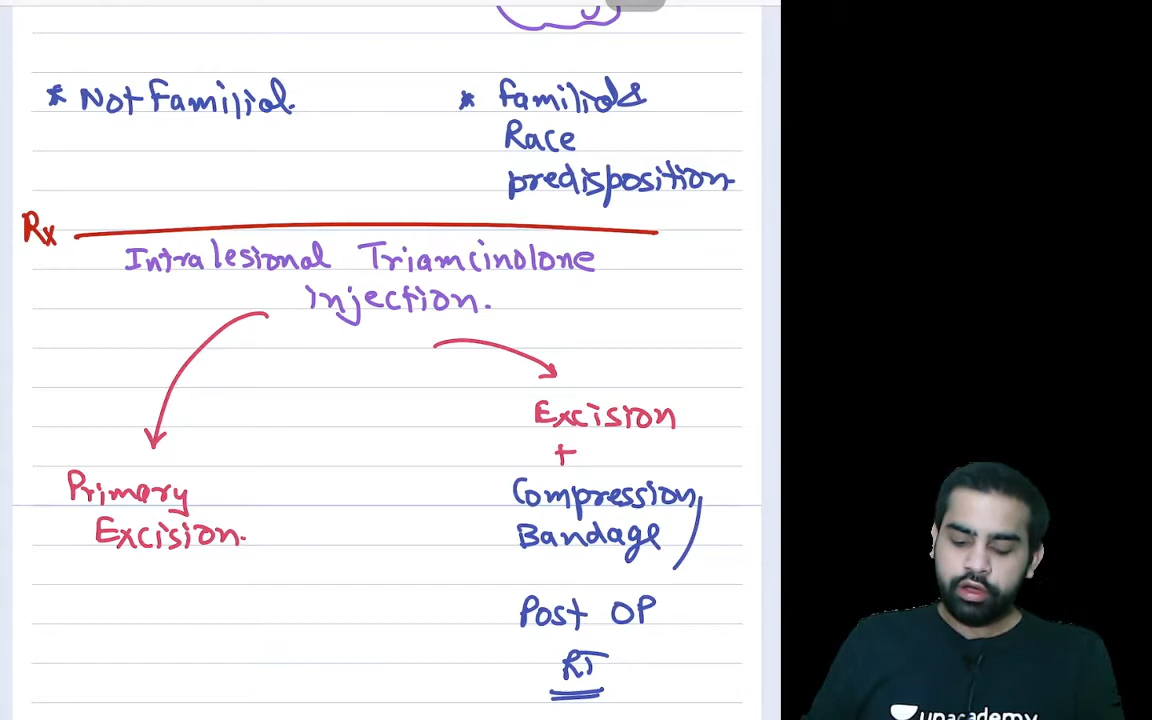 * Not Familial.
* familial &
Race
predisposition
Rx
Intralesional Triamcinolone
injection.
Excision
+
Compression
Bandage /
Primary
Excision.
Post OP
RT
unacademy